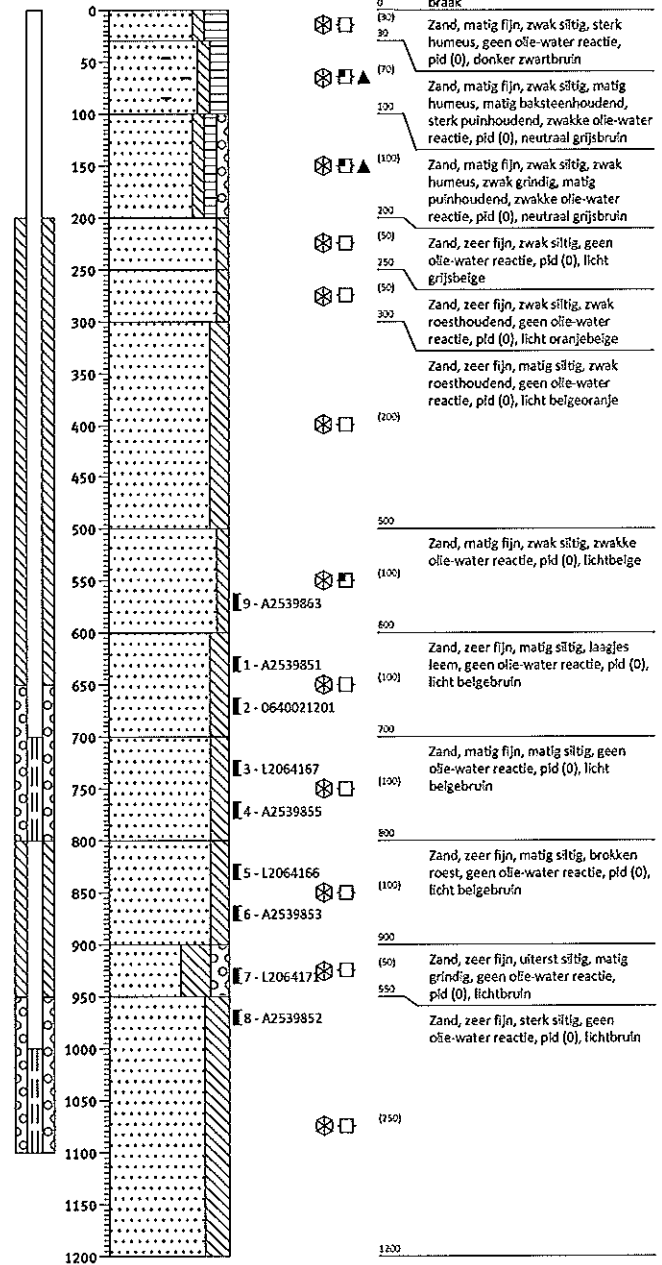 0
braak
0
(30)
30
Zand, matig fijn, zwak siltig, sterk
humeus, geen olie-water reactie,
pid (0), donker zwartbruin
50
(70)
Zand, matig fijn, zwak siltig, matig
humeus, matig baksteenhoudend,
sterk puinhoudend, zwakke olie-water
reactie, pid (0), neutraal grijsbruin
100
100
150
(100)
Zand, matig fijn, zwak siltig, zwak
humeus, zwak grindig, matig
puinhoudend, zwakke olie-water
reactie, pid (0), neutraal grijsbruin
200
200
(50)
Zand, zeer fijn, zwak siltig, geen
olie-water reactie, pid (0), licht
grijsbeige
250
250
(50)
Zand, zeer fijn, zwak siltig, zwak
roesthoudend, geen olie-water
reactie, pid (0), licht oranjebeige
300
300
Zand, zeer fijn, matig siltig, zwak
roesthoudend, geen olie-water
reactie, pid (0), licht beigeoranje
350
400
(200)
450
500
500
Zand, matig fijn, zwak siltig, zwakke
olie-water reactie, pid (0), lichtbeige
550
(100)
9 - A2539863
600
600
Zand, zeer fijn, matig siltig, laagjes
leem, geen olie-water reactie, pid (0),
licht beigebruin
1 - A2539851
650
(100)
2 - 0640021201
700
700
Zand, matig fijn, matig siltig, geen
olie-water reactie, pid (0), licht
beigebruin
3 - L2064167
750
(100)
4 - A2539855
800
800
Zand, zeer fijn, matig siltig, brokken
roest, geen olie-water reactie, pid (0),
licht beigebruin
5 - L2064166
850
(100)
6 - A2539853
900
900
(50)
Zand, zeer fijn, uiterst siltig, matig
grindig, geen olie-water reactie,
pid (0), lichtbruin
7 - L2064171
950
950
Zand, zeer fijn, sterk siltig, geen
olie-water reactie, pid (0), lichtbruin
8 - A2539852
1000
1050
(250)
1100
1150
1200
1200